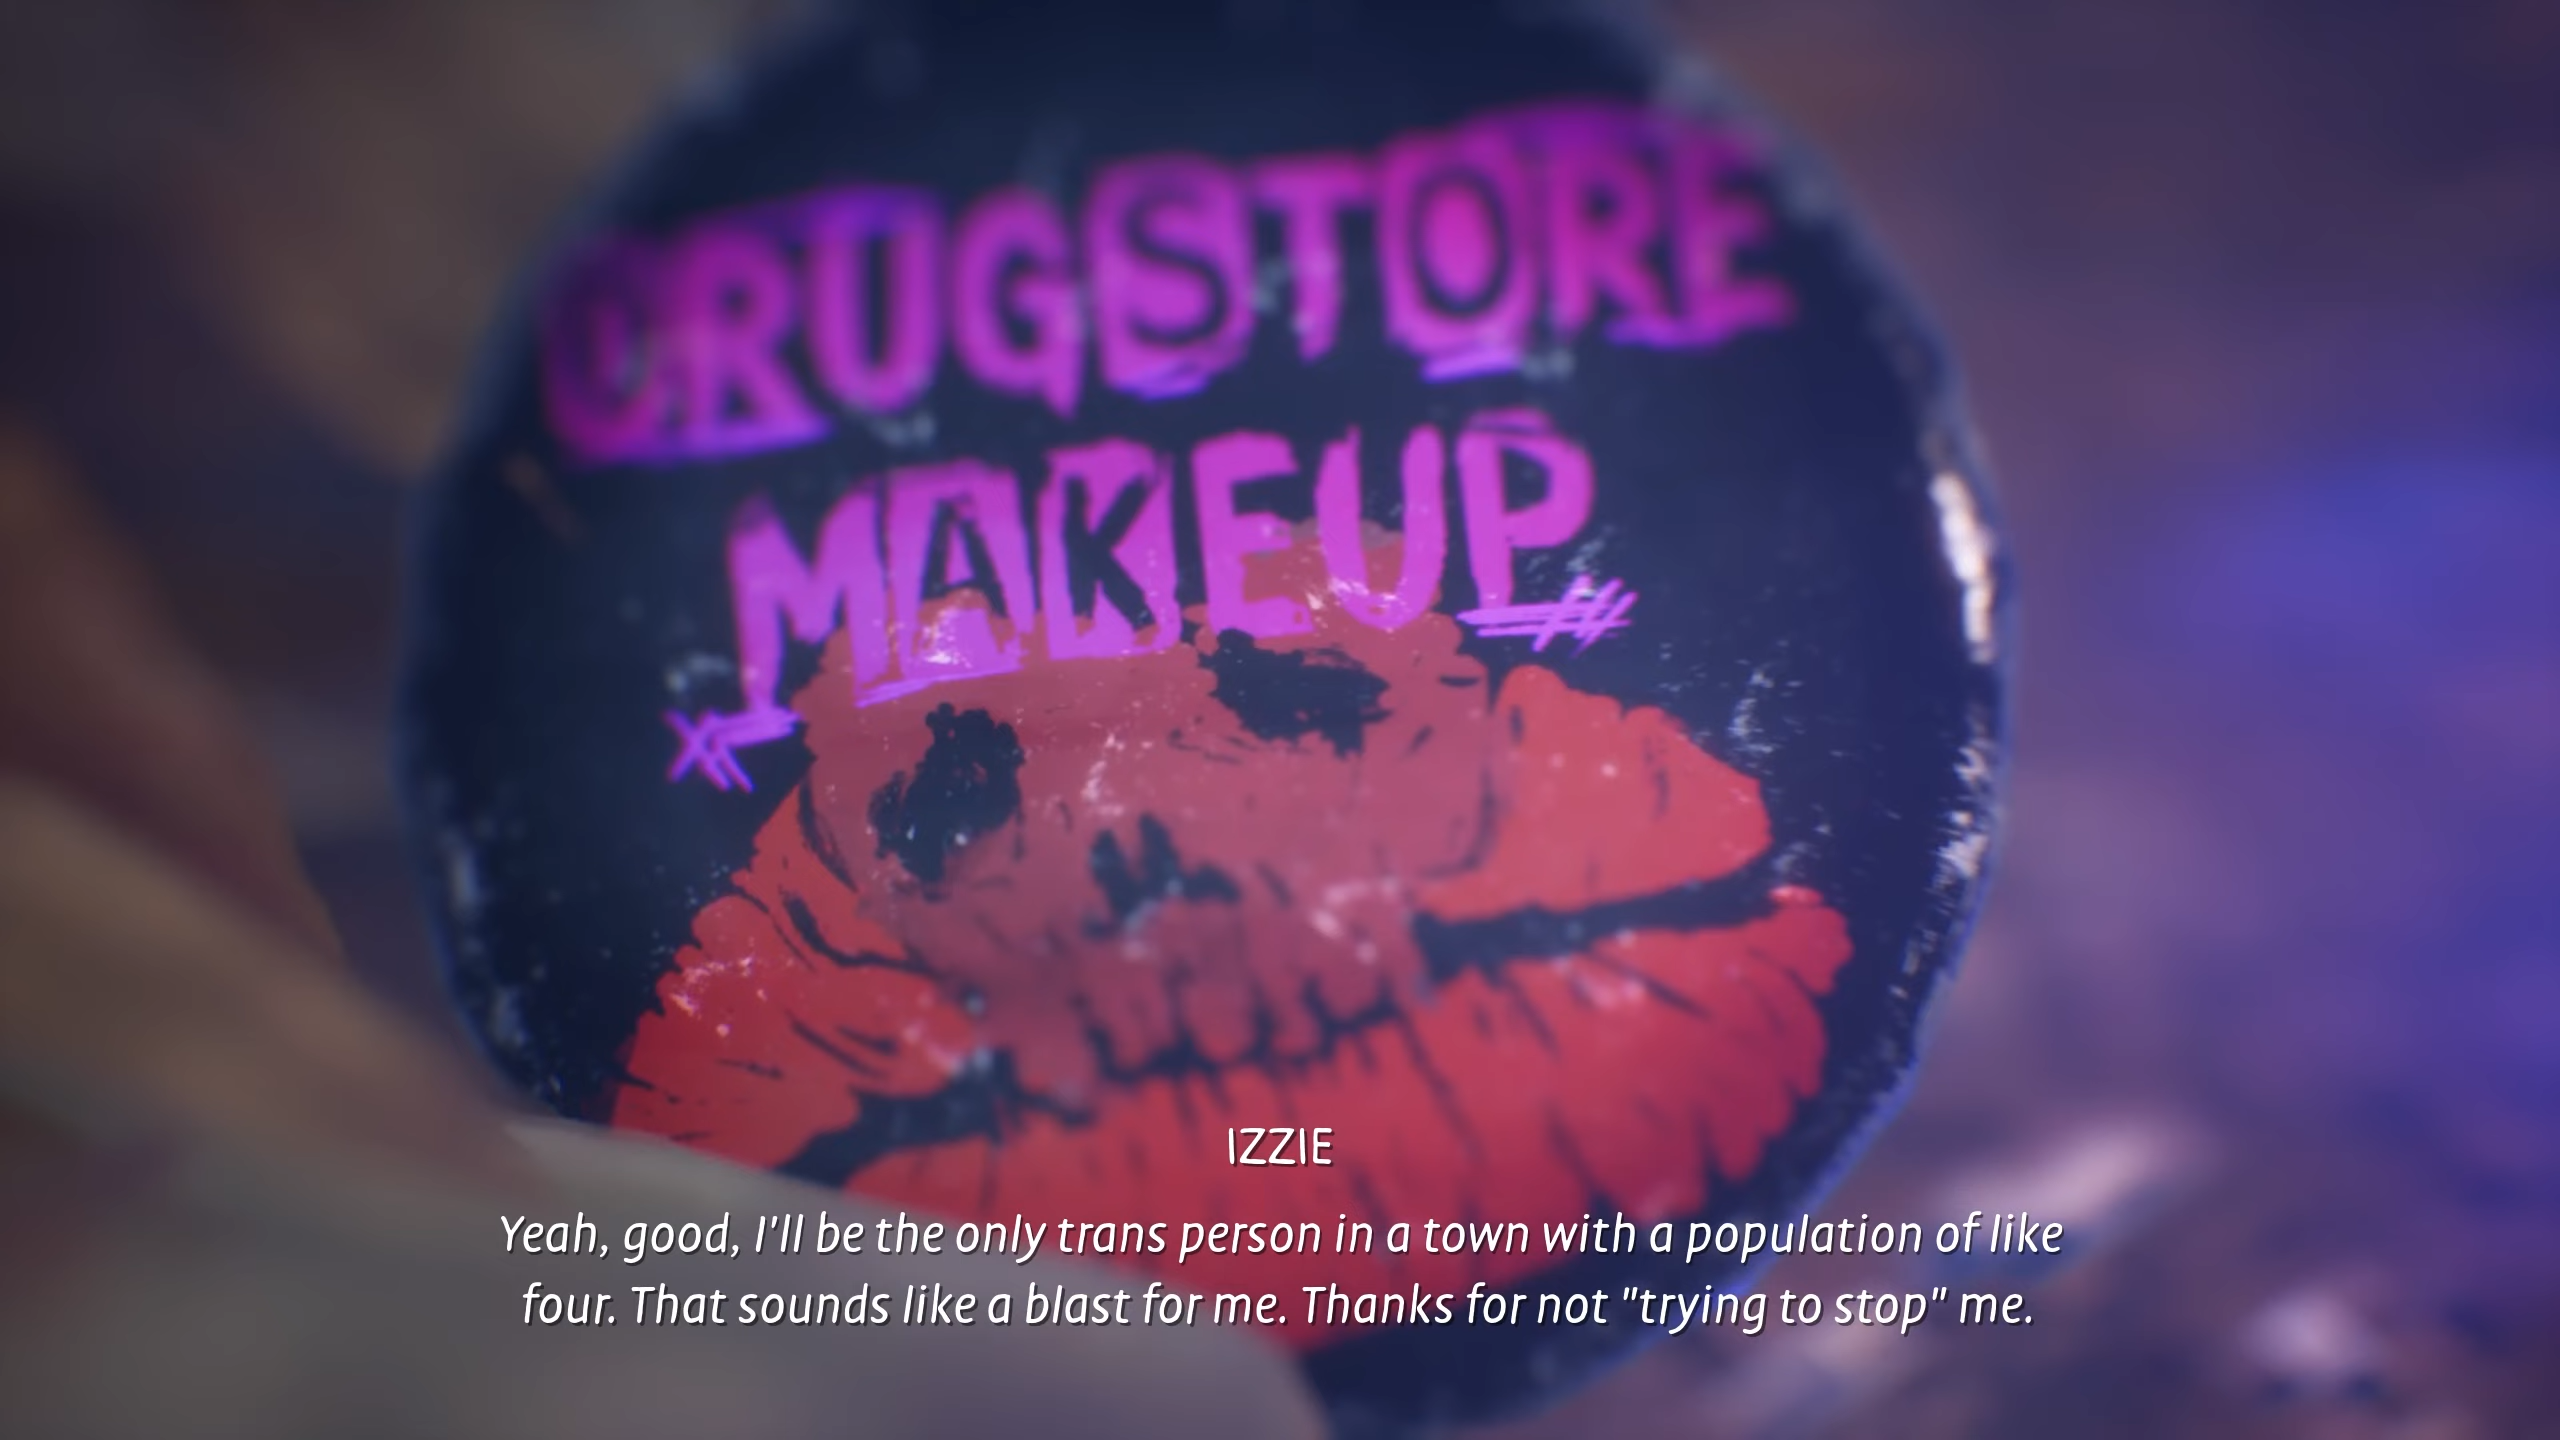 DRUGSTORE
MAKEUP
IZZIE
Yeah, good, I'll be the only trans person in a town with a population of like
four. That sounds like a blast for me. Thanks for not "trying to stop" me.